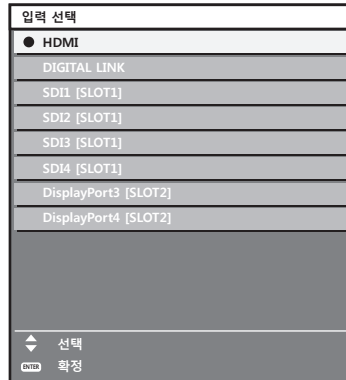 입력 선택
HDMI
DIGITAL LINK
SDI1 [SLOT1]
SDI2 [SLOT1]
SDI3 [SLOT1]
SDI4 [SLOT1]
DisplayPort3 [SLOT2]
DisplayPort4 [SLOT2]
선택
ENTER 확정